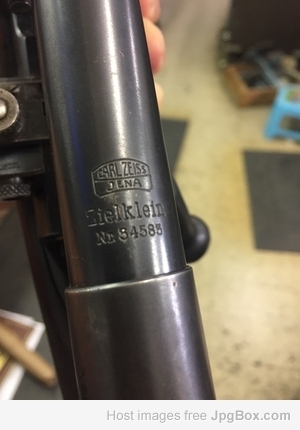 CARL ZEISS
JENA
Zielklein
Nr. 34585
Host images free JpgBox.com